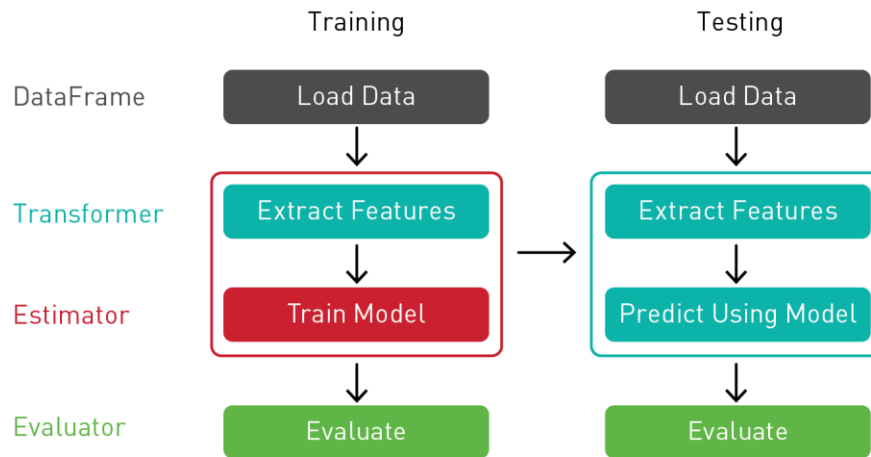 Training
Testing
DataFrame
Load Data
Load Data
Transformer
Extract Features
Extract Features
Estimator
Train Model
Predict Using Model
Evaluator
Evaluate
Evaluate